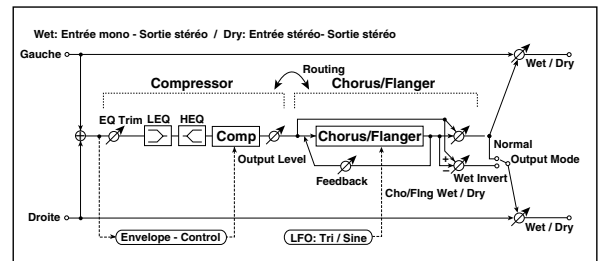 Wet: Entrée mono - Sortie stéréo / Dry: Entrée stéréo- Sortie stéréo
Gauche
Wet / Dry
Routing
Compressor
Chorus/Flanger
EQ Trim
LEQ
HEQ
Comp
Output Level
Chorus/Flanger
Feedback
+
–
Normal
Output Mode
Wet Invert
Cho/Flng Wet / Dry
Droite
Wet / Dry
Envelope - Control
LFO: Tri / Sine